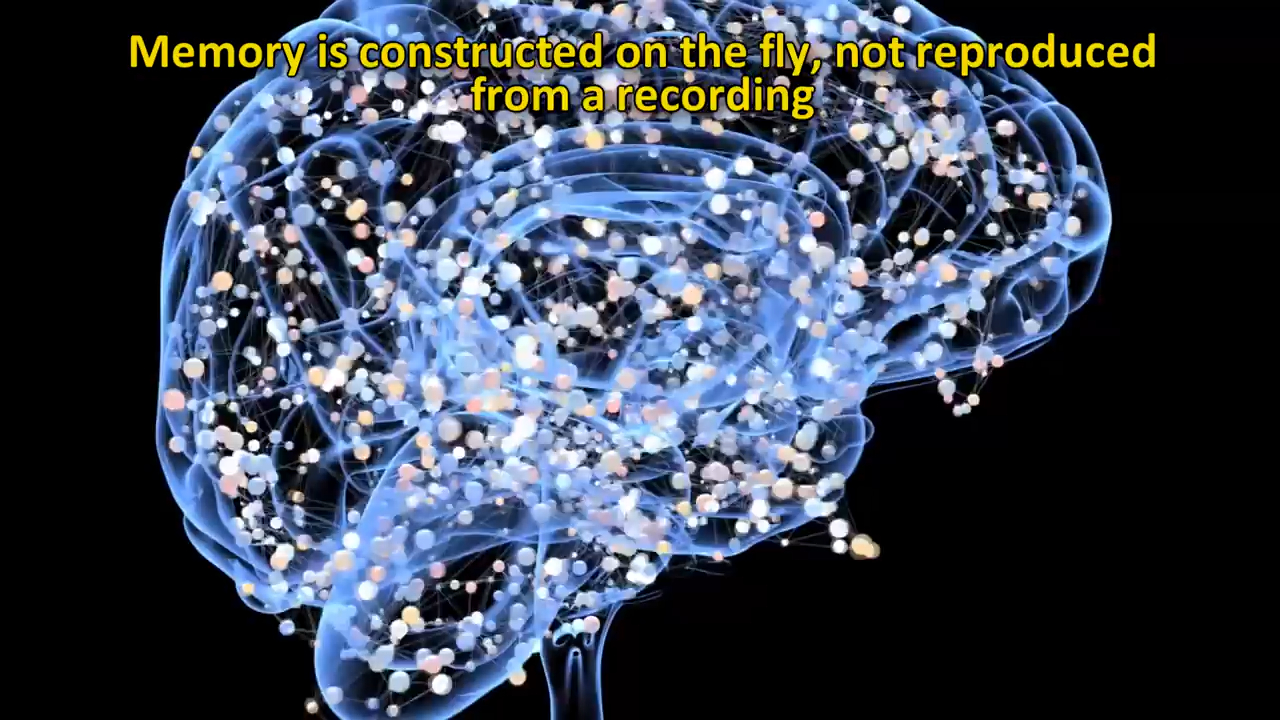 Memory is constructed on the fly, not reproduced
from a recording